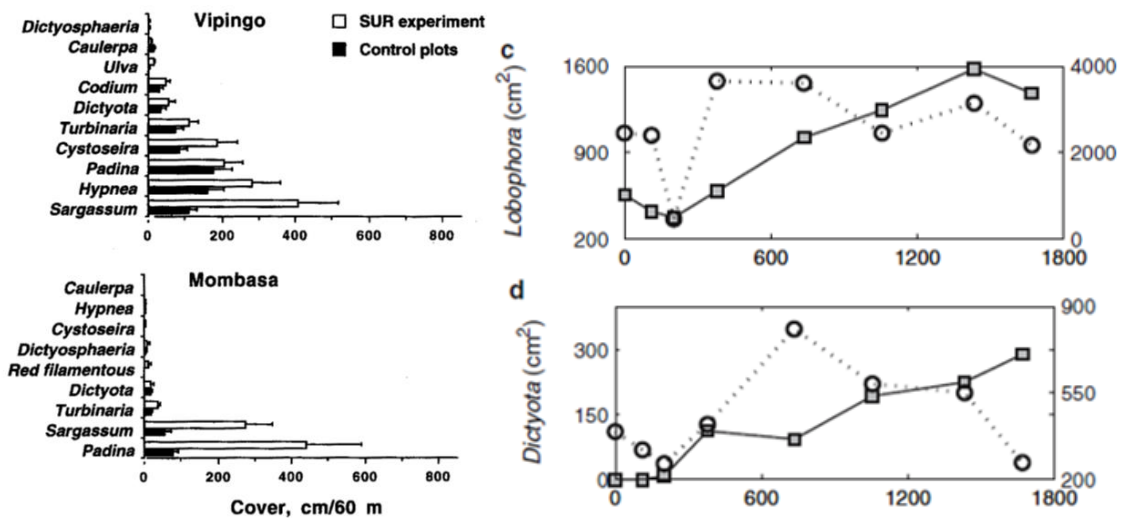 Vipingo
SUR experiment
Control plots
Dictyosphaeria
Caulerpa
Ulva
Codium
Dictyota
Turbinaria
Cystoseira
Padina
Hypnea
Sargassum
0 200 400 600 800
Mombasa
Caulerpa
Hypnea
Cystoseira
Dictyosphaeria
Red filamentous
Dictyota
Turbinaria
Sargassum
Padina
0 200 400 600 800
Cover, cm/60 m
c
Lobophora (cm²)
1600
900
200
4000
2000
0
0 600 1200 1800
d
Dictyota (cm²)
300
150
0
900
550
200
0 600 1200 1800